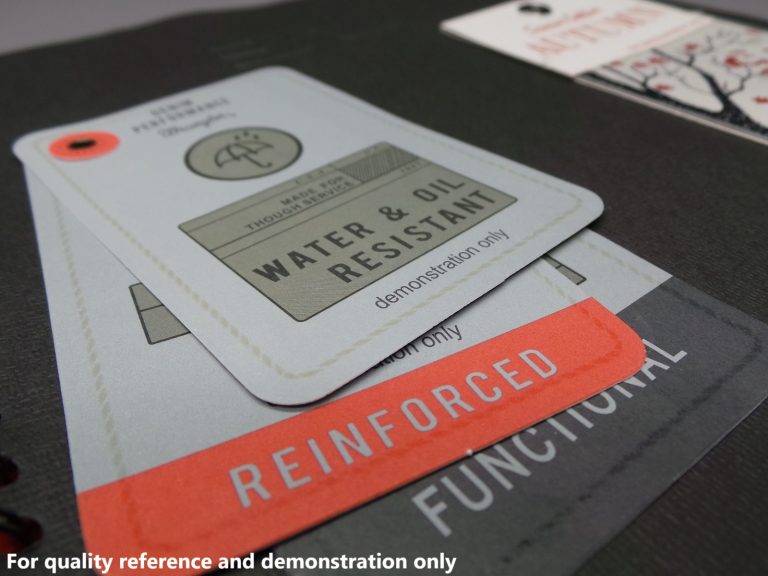 DENIM
PERFORMANCE
Wrangler
MADE FOR
THOUGH SERVICE
WATER & OIL
RESISTANT
demonstration only
only
REINFORCED
FUNCTIONAL
AUTUMN
For quality reference and demonstration only